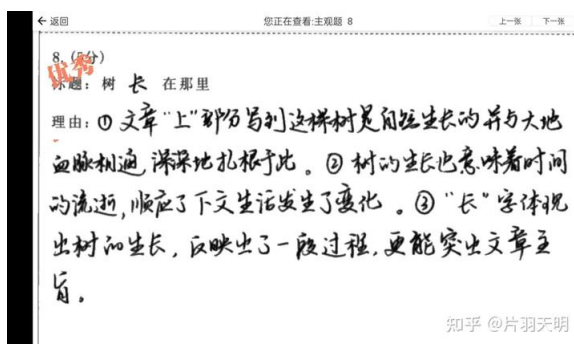 返回 您正在查看:主观题 8 上一张 下一张
8.(5分)
优秀
标题：树 长 在那里
理由：①文章“上”部分写到这棵树是自然生长的并与大地
血脉相通,深深地扎根于此。②树的生长也意味着时间
的流逝,顺应了下文生活发生了变化。③“长”字体现
出树的生长，反映出了一段过程，更能突出文章主
旨。
知乎 @片羽天明